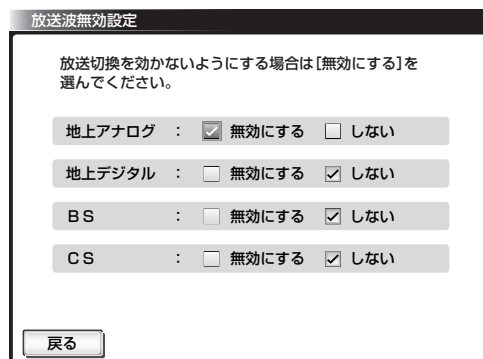 放送波無効設定
放送切換を効かないようにする場合は[無効にする]を
選んでください。
地上アナログ : 無効にする しない
地上デジタル : 無効にする しない
BS : 無効にする しない
CS : 無効にする しない
戻る